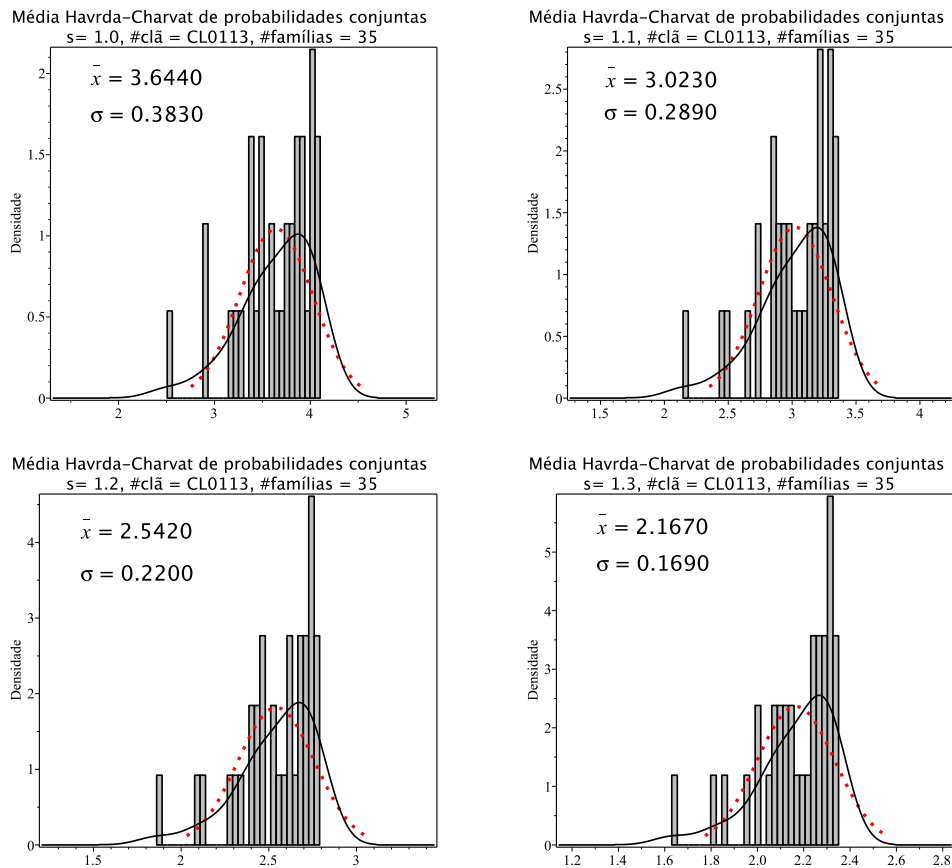 Média Havrda-Charvat de probabilidades conjuntas
s= 1.0, #clã = CL0113, #famílias = 35
x̄ = 3.6440
σ = 0.3830
Densidade
2
1.5
1
0.5
0
2 3 4 5
Média Havrda-Charvat de probabilidades conjuntas
s= 1.1, #clã = CL0113, #famílias = 35
x̄ = 3.0230
σ = 0.2890
Densidade
2.5
2
1.5
1
0.5
0
1.5 2 2.5 3 3.5 4
Média Havrda-Charvat de probabilidades conjuntas
s= 1.2, #clã = CL0113, #famílias = 35
x̄ = 2.5420
σ = 0.2200
Densidade
4
3
2
1
0
1.5 2 2.5 3
Média Havrda-Charvat de probabilidades conjuntas
s= 1.3, #clã = CL0113, #famílias = 35
x̄ = 2.1670
σ = 0.1690
Densidade
5
4
3
2
1
0
1.2 1.4 1.6 1.8 2.0 2.2 2.4 2.6 2.8